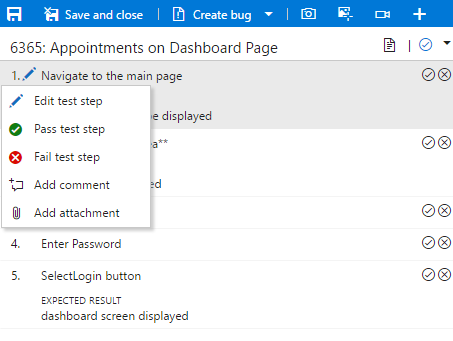 Save and close Create bug
6365: Appointments on Dashboard Page
1. Navigate to the main page
Edit test step
be displayed
Pass test step
ea**
Fail test step
ed
Add comment
Add attachment
4. Enter Password
5. SelectLogin button
EXPECTED RESULT
dashboard screen displayed